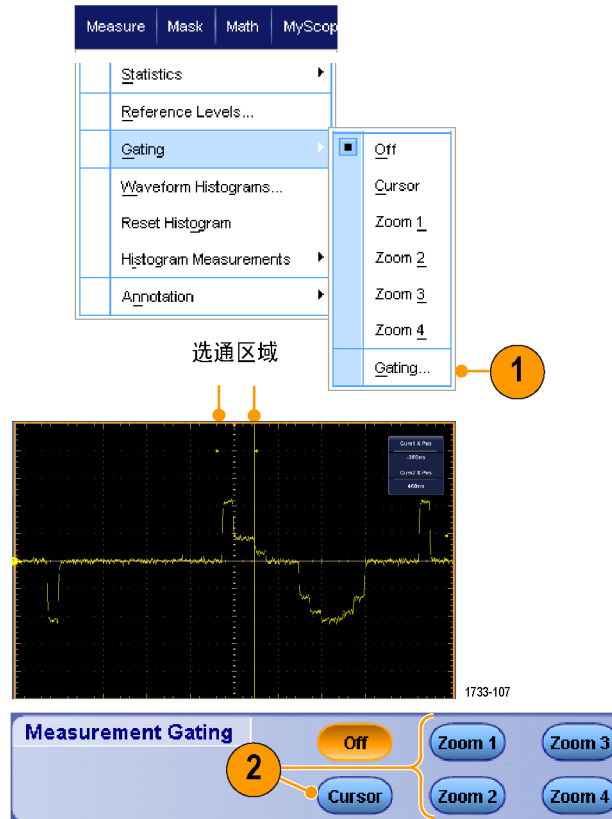 Measure Mask Math MyScop
Statistics
Reference Levels...
Gating
Waveform Histograms...
Reset Histogram
Histogram Measurements
Annotation
Off
Cursor
Zoom 1
Zoom 2
Zoom 3
Zoom 4
Gating...
1
选通区域
Curs1 X Pos
-380ns
Curs2 X Pos
460ns
1733-107
Measurement Gating
2
Off
Zoom 1
Zoom 3
Cursor
Zoom 2
Zoom 4